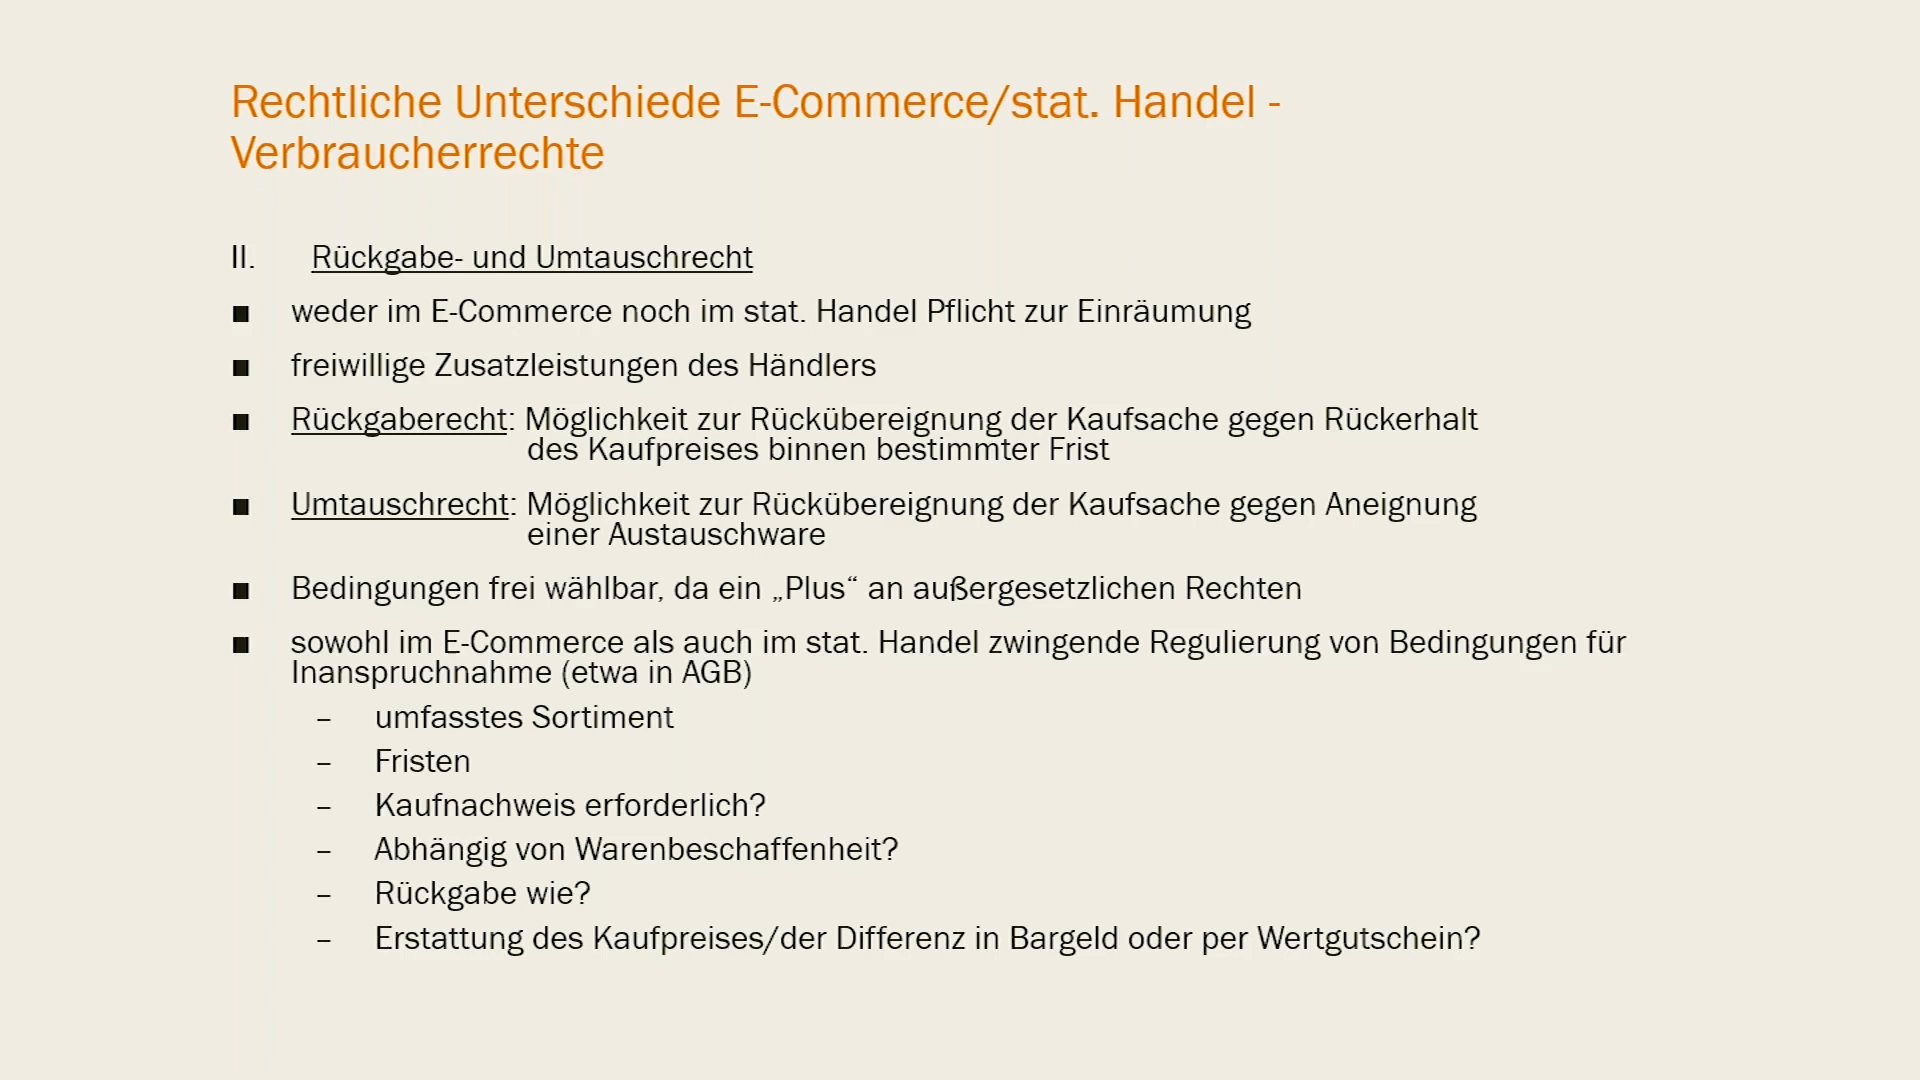 Rechtliche Unterschiede E-Commerce/stat. Handel -
Verbraucherrechte
II. Rückgabe- und Umtauschrecht
■ weder im E-Commerce noch im stat. Handel Pflicht zur Einräumung
■ freiwillige Zusatzleistungen des Händlers
■ Rückgaberecht: Möglichkeit zur Rückübereignung der Kaufsache gegen Rückerhalt
des Kaufpreises binnen bestimmter Frist
■ Umtauschrecht: Möglichkeit zur Rückübereignung der Kaufsache gegen Aneignung
einer Austauschware
■ Bedingungen frei wählbar, da ein „Plus“ an außergesetzlichen Rechten
■ sowohl im E-Commerce als auch im stat. Handel zwingende Regulierung von Bedingungen für
Inanspruchnahme (etwa in AGB)
– umfasstes Sortiment
– Fristen
– Kaufnachweis erforderlich?
– Abhängig von Warenbeschaffenheit?
– Rückgabe wie?
– Erstattung des Kaufpreises/der Differenz in Bargeld oder per Wertgutschein?